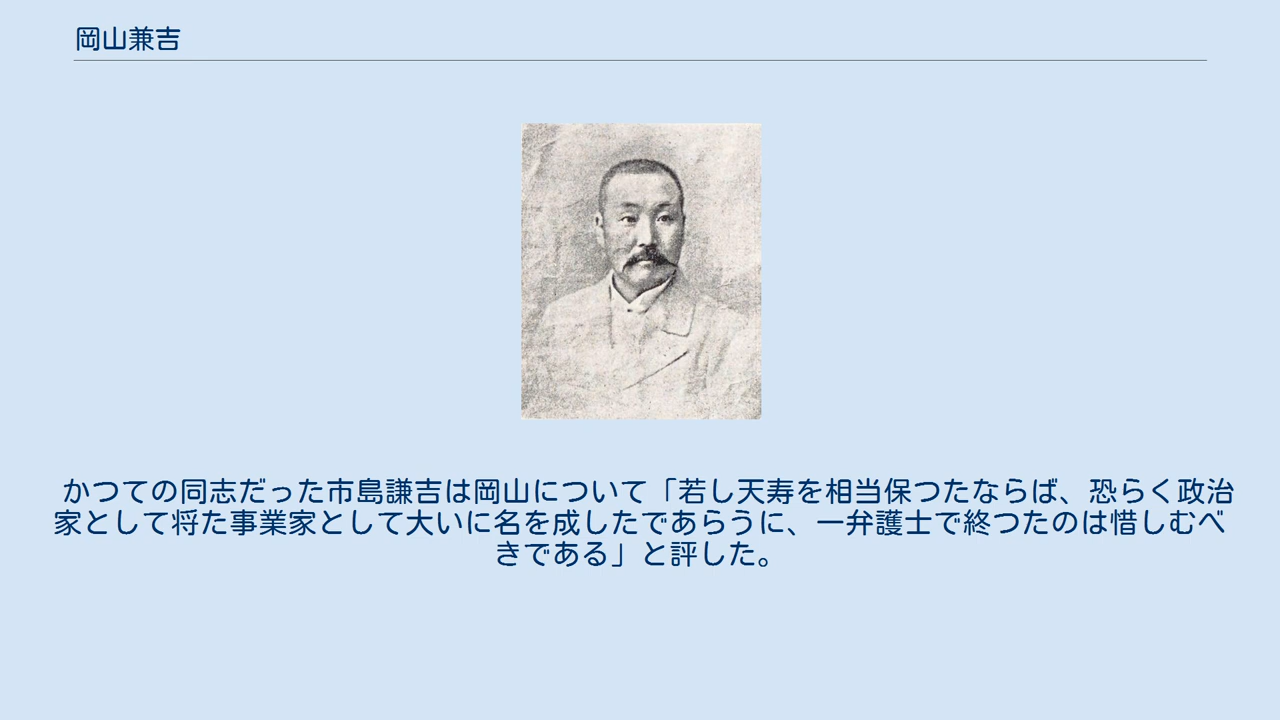 岡山兼吉
かつての同志だった市島謙吉は岡山について「若し天寿を相当保つたならば、恐らく政治
家として将た事業家として大いに名を成したであらうに、一弁護士で終つたのは惜しむべ
きである」と評した。